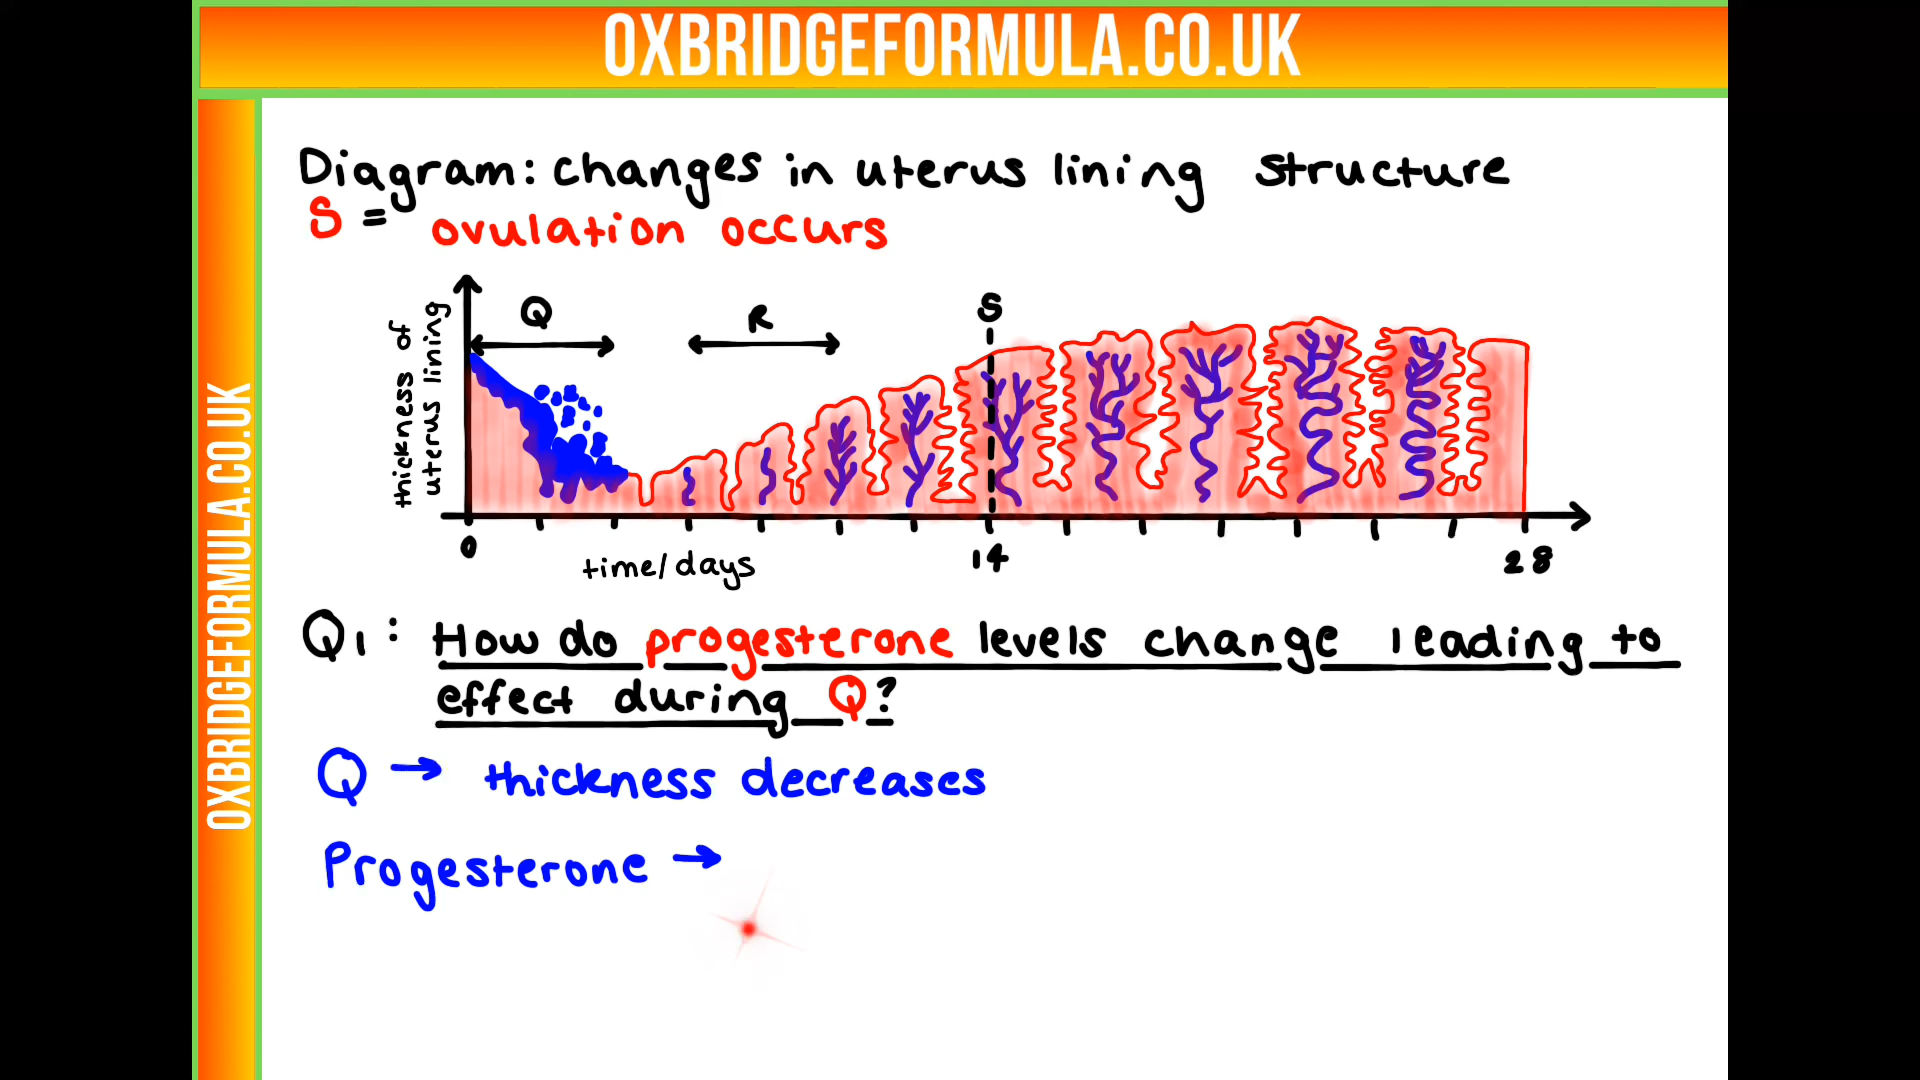 OXBRIDGEFORMULA.CO.UK
OXBRIDGEFORMULA.CO.UK
Diagram: changes in uterus lining structure
S = ovulation occurs
Q
R
S
thickness of
uterus lining
0
14
28
time/days
Q1: How do progesterone levels change leading to
effect during Q?
Q → thickness decreases
Progesterone →